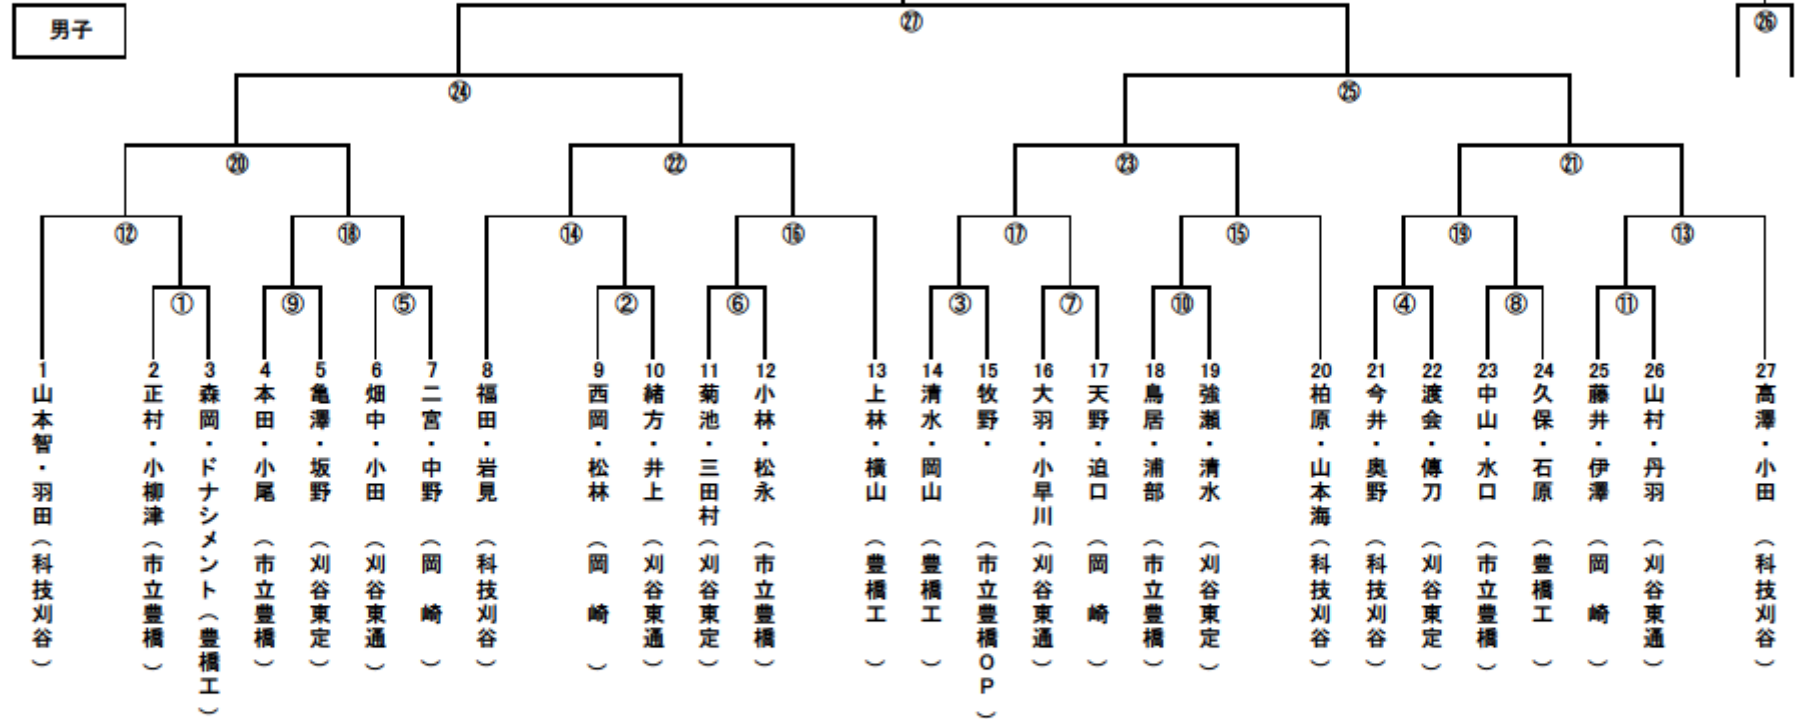 男子
㉗
㉖
㉔
㉕
⑳
㉒
㉓
㉑
⑫
⑱
⑭
⑯
⑰
⑮
⑲
⑬
①
⑨
⑤
②
⑥
③
⑦
⑩
④
⑧
⑪
1 山本智・羽田（科技刈谷）
2 正村・小柳津（市立豊橋）
3 森岡・ドナシメント（豊橋工）
4 本田・小尾（市立豊橋）
5 亀澤・坂野（刈谷東定）
6 畑中・小田（刈谷東通）
7 二宮・中野（岡崎）
8 福田・岩見（科技刈谷）
9 西岡・松林（岡崎）
10 緒方・井上（刈谷東通）
11 菊池・三田村（刈谷東定）
12 小林・松永（市立豊橋）
13 上林・横山（豊橋工）
14 清水・岡山（豊橋工）
15 牧野・（市立豊橋OP）
16 大羽・小早川（刈谷東通）
17 天野・迫口（岡崎）
18 鳥居・浦部（市立豊橋）
19 強瀬・清水（刈谷東定）
20 柏原・山本海（科技刈谷）
21 今井・奥野（科技刈谷）
22 渡会・傳刀（刈谷東定）
23 中山・水口（市立豊橋）
24 久保・石原（豊橋工）
25 藤井・伊澤（岡崎）
26 山村・丹羽（刈谷東通）
27 高澤・小田（科技刈谷）